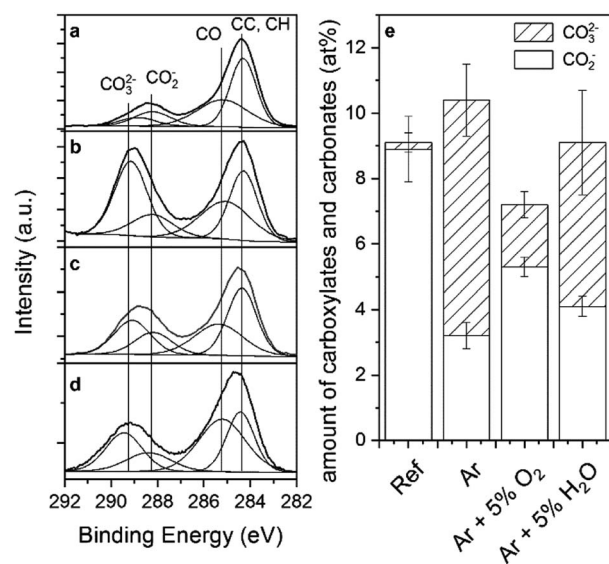 a
CO
CC, CH
CO₃²⁻
CO₂⁻
b
c
d
Intensity (a.u.)
292 290 288 286 284 282
Binding Energy (eV)
e
CO₃²⁻
CO₂⁻
amount of carboxylates and carbonates (at%)
12
10
8
6
4
2
0
Ref
Ar
Ar + 5% O₂
Ar + 5% H₂O